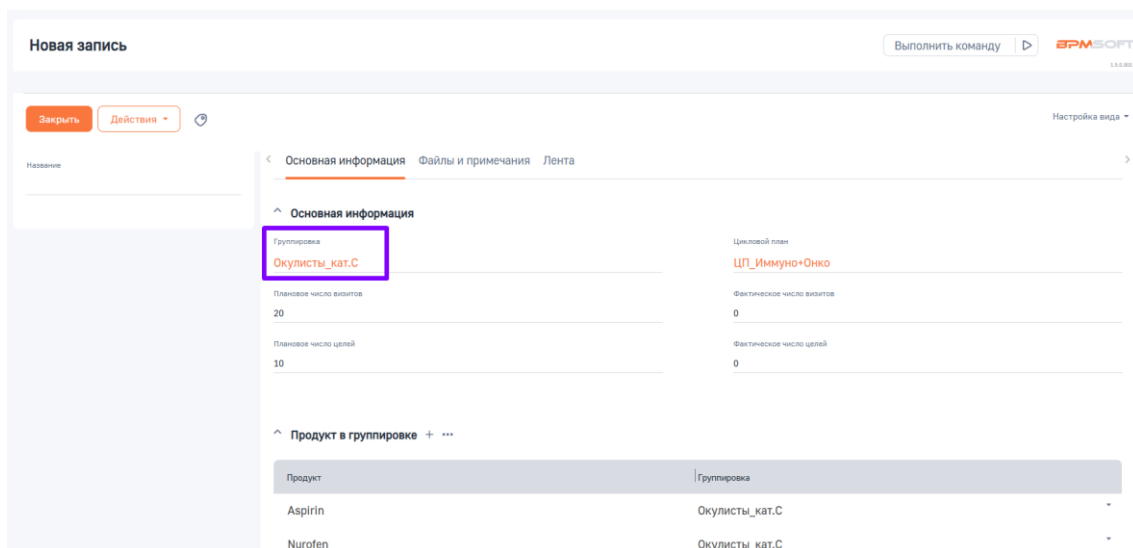 Новая запись
Выполнить команду
BPMSOFT
Закрыть
Действия
Настройка вида
Название
Основная информация Файлы и примечания Лента
Основная информация
Группировка
Цикловой план
Окулисты_кат.С
ЦП_Иммуно+Онко
Плановое число визитов
Фактическое число визитов
20
0
Плановое число целей
Фактическое число целей
10
0
Продукт в группировке + ...
Продукт
Группировка
Aspirin
Окулисты_кат.С
Nurofen
Окулисты_кат.С